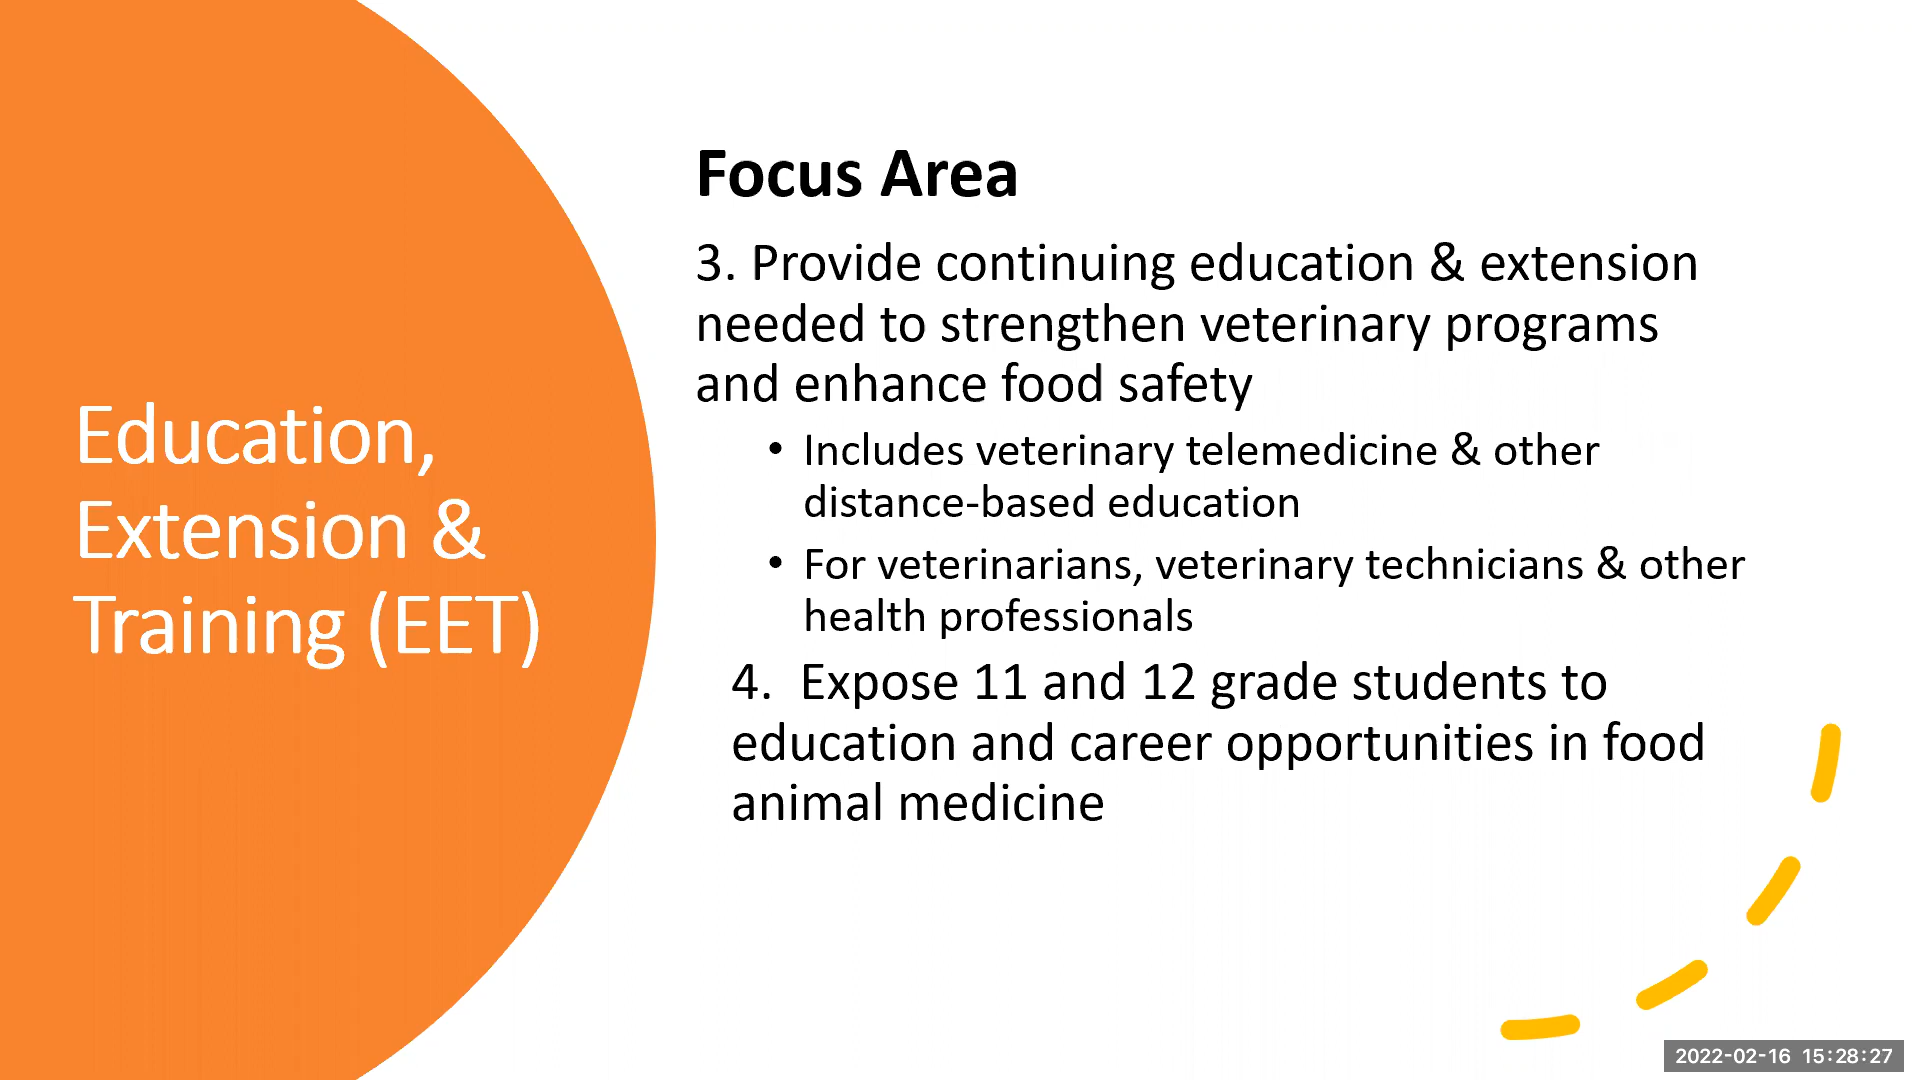 Education,
Extension &
Training (EET)
Focus Area
3. Provide continuing education & extension
needed to strengthen veterinary programs
and enhance food safety
• Includes veterinary telemedicine & other
distance-based education
• For veterinarians, veterinary technicians & other
health professionals
4. Expose 11 and 12 grade students to
education and career opportunities in food
animal medicine
2022-02-16 15:28:27